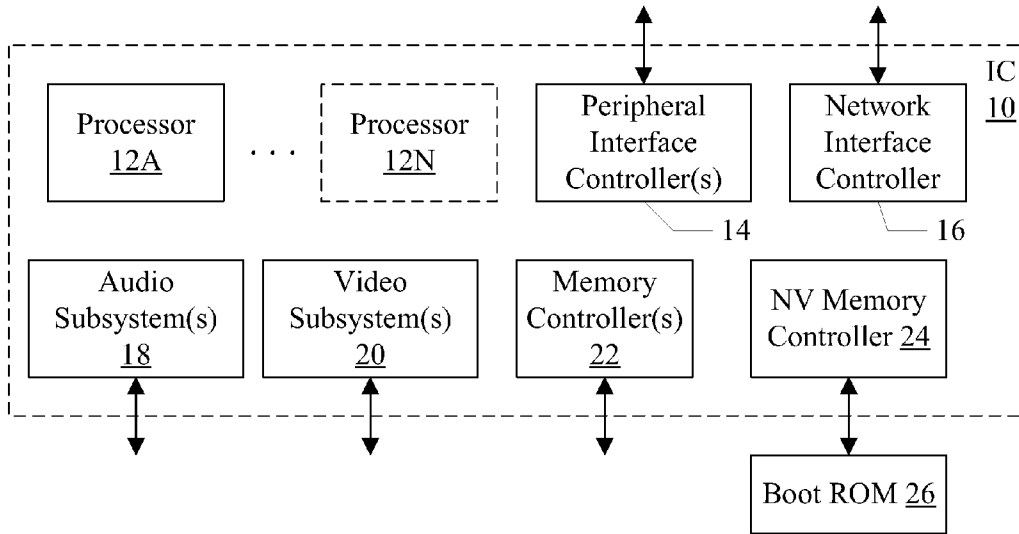 IC
10
Processor
12A
. . .
Processor
12N
Peripheral
Interface
Controller(s)
14
Network
Interface
Controller
16
Audio
Subsystem(s)
18
Video
Subsystem(s)
20
Memory
Controller(s)
22
NV Memory
Controller 24
Boot ROM 26